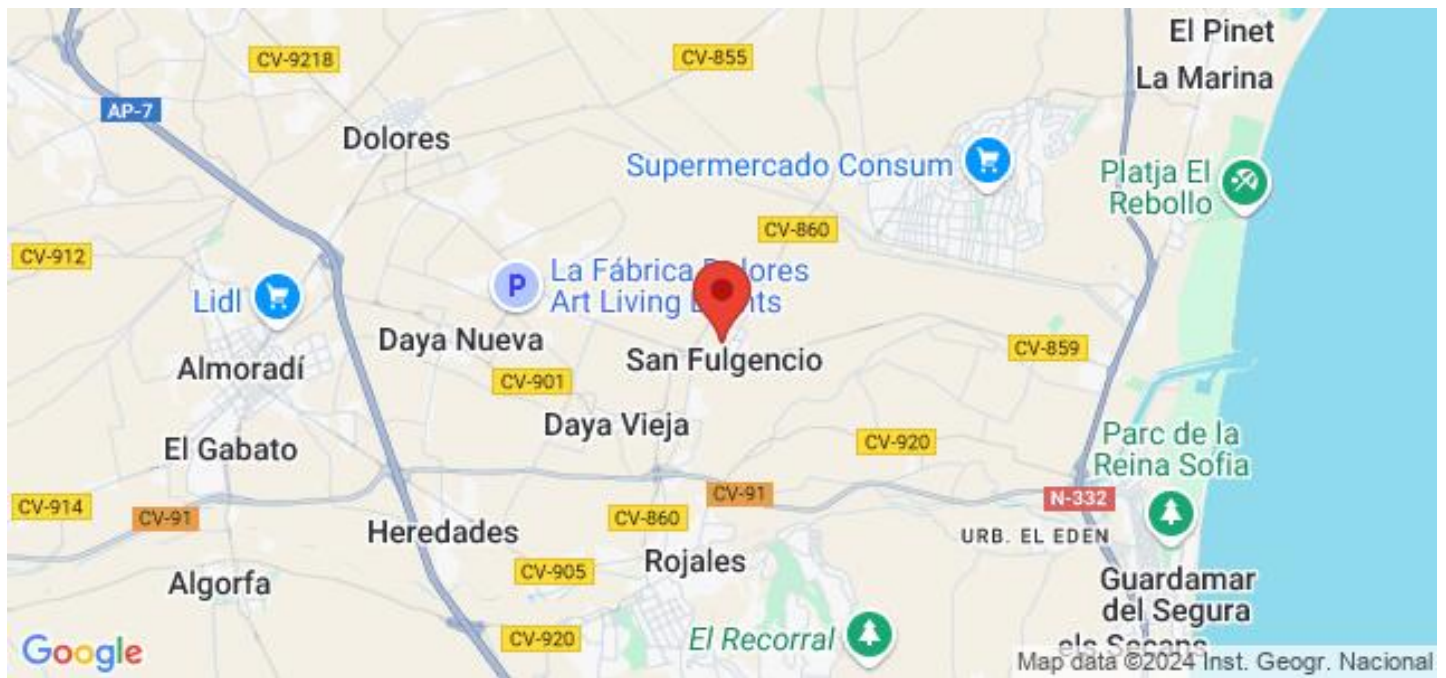 El Pinet
La Marina
CV-9218
CV-855
AP-7
Dolores
Supermercado Consum
Platja El
Rebollo
CV-860
CV-912
La Fábrica Dolores
Art Living Events
P
Lidl
Daya Nueva
San Fulgencio
CV-859
Almoradí
CV-901
Daya Vieja
CV-920
Parc de la
Reina Sofia
El Gabato
CV-914
CV-91
CV-91
N-332
CV-860
Heredades
URB. EL EDEN
Rojales
CV-905
Algorfa
Guardamar
del Segura
CV-920
El Recorral
els Secans
Google
Map data ©2024 Inst. Geogr. Nacional